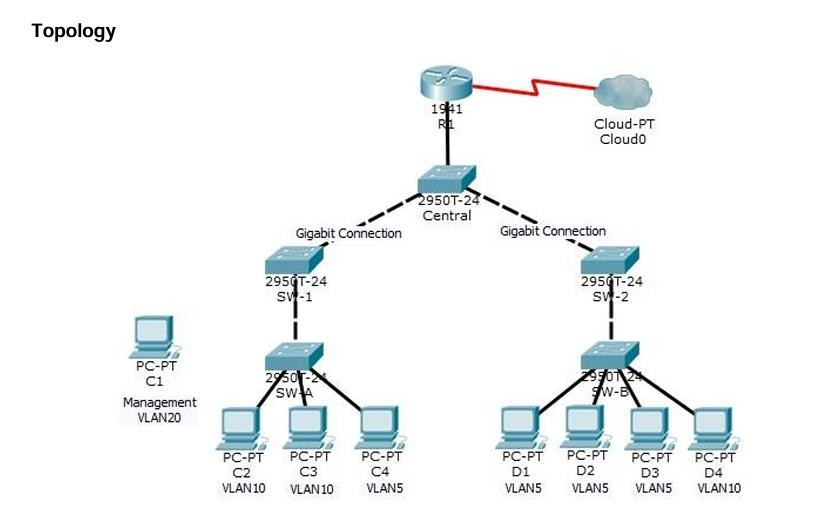 Topology
1941
R1
Cloud-PT
Cloud0
2950T-24
Central
Gigabit Connection
Gigabit Connection
2950T-24
SW-1
2950T-24
SW-2
PC-PT
C1
Management
VLAN20
2950T-24
SW-A
2950T-24
SW-B
PC-PT
C2
VLAN10
PC-PT
C3
VLAN10
PC-PT
C4
VLAN5
PC-PT
D1
VLAN5
PC-PT
D2
VLAN5
PC-PT
D3
VLAN5
PC-PT
D4
VLAN10